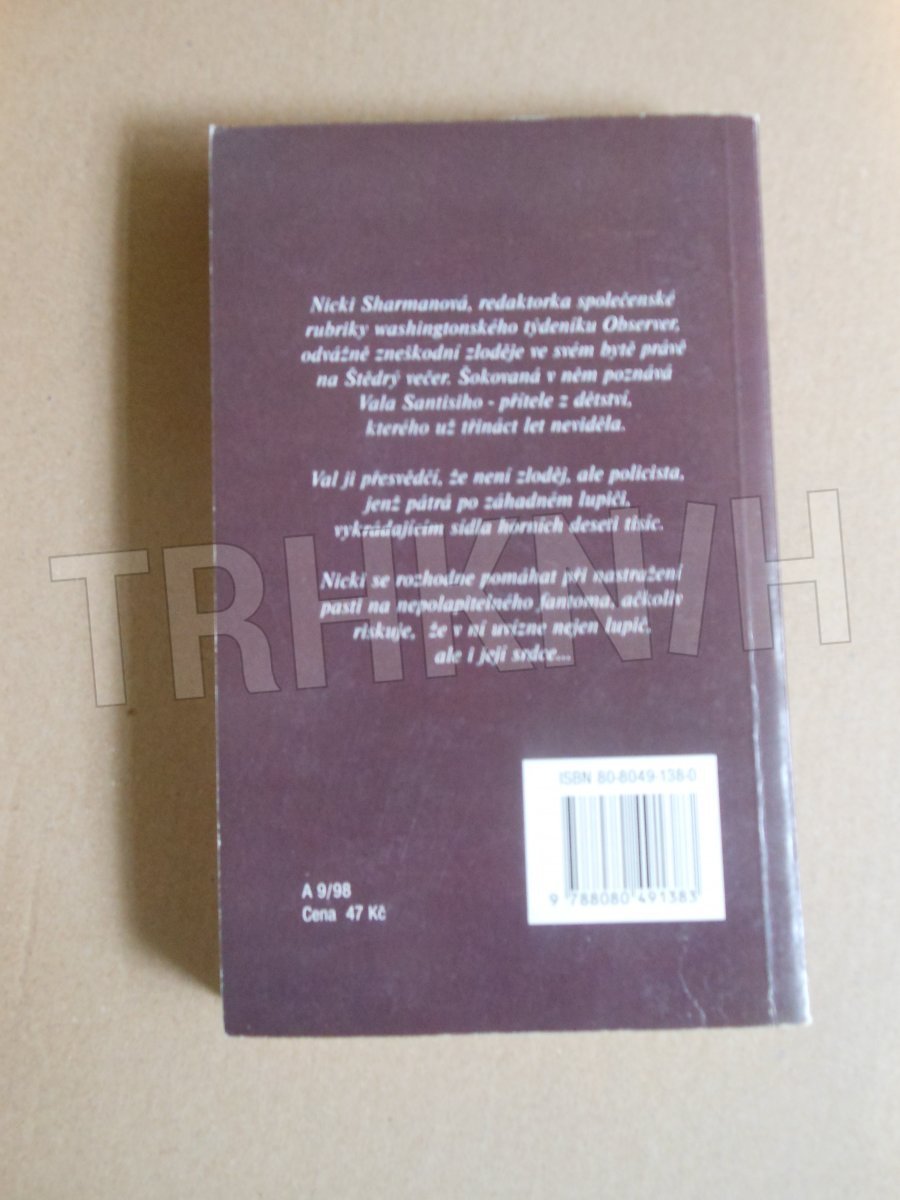 Nicki Sharmanová, redaktorka společenské
rubriky washingtonského týdeníku Observer,
odvážně zneškodní zloděje ve svém bytě právě
na Štědrý večer. Šokovaná v něm poznává
Vala Santisiho - přítele z dětství,
kterého už třináct let neviděla.
Val ji přesvědčí, že není zloděj, ale policista,
jenž pátrá po záhadném lupiči,
vykrádajícím sídla horních deseti tisíc.
Nicki se rozhodne pomáhat při nastražení
pasti na nepolapitelného fantoma, ačkoliv
riskuje, že v ní uvízne nejen lupič,
ale i její srdce...
TRHKNIH
ISBN 80-8049-138-0
9 788080 491383
A 9/98
Cena 47 Kč